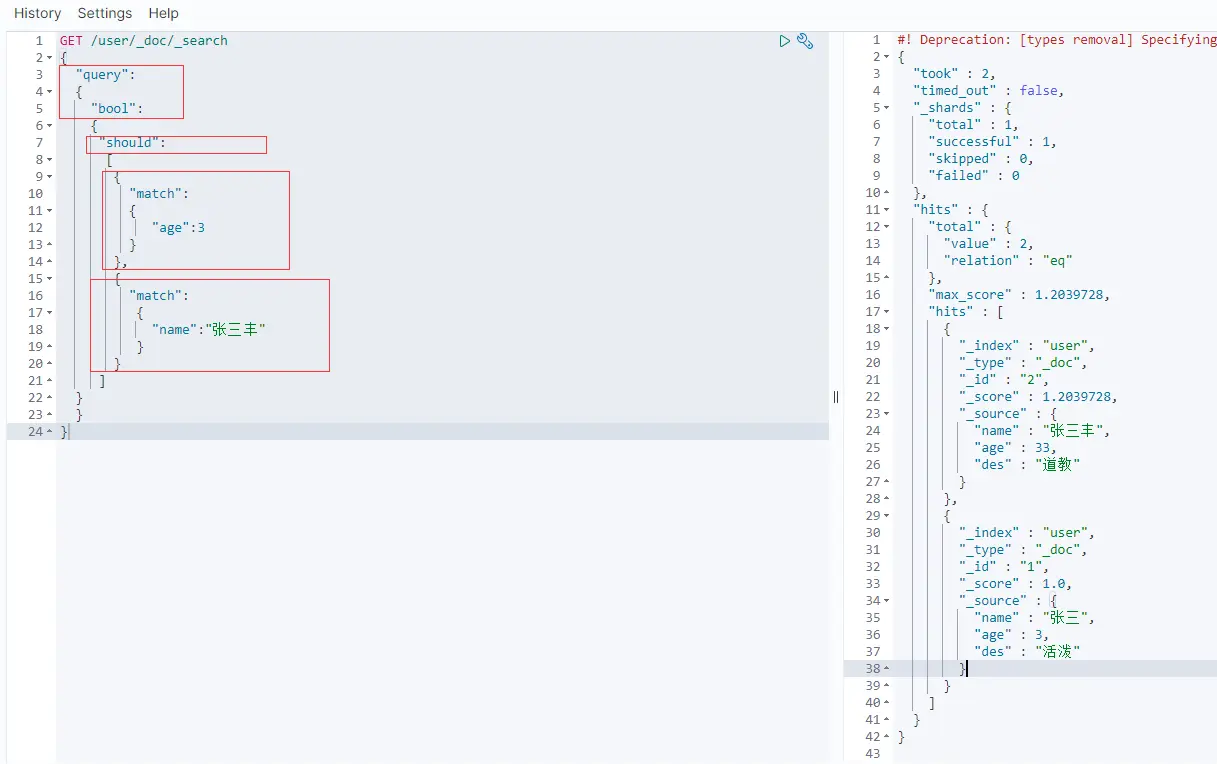 History Settings Help
1 GET /user/_doc/_search
2 {
3 "query":
4 {
5 "bool":
6 {
7 "should":
8 [
9 {
10 "match":
11 {
12 "age":3
13 }
14 },
15 {
16 "match":
17 {
18 "name":"张三丰"
19 }
20 }
21 ]
22 }
23 }
24 }
1 #! Deprecation: [types removal] Specifying
2 {
3 "took" : 2,
4 "timed_out" : false,
5 "_shards" : {
6 "total" : 1,
7 "successful" : 1,
8 "skipped" : 0,
9 "failed" : 0
10 },
11 "hits" : {
12 "total" : {
13 "value" : 2,
14 "relation" : "eq"
15 },
16 "max_score" : 1.2039728,
17 "hits" : [
18 {
19 "_index" : "user",
20 "_type" : "_doc",
21 "_id" : "2",
22 "_score" : 1.2039728,
23 "_source" : {
24 "name" : "张三丰",
25 "age" : 33,
26 "des" : "道教"
27 }
28 },
29 {
30 "_index" : "user",
31 "_type" : "_doc",
32 "_id" : "1",
33 "_score" : 1.0,
34 "_source" : {
35 "name" : "张三",
36 "age" : 3,
37 "des" : "活泼"
38 }
39 }
40 ]
41 }
42 }
43